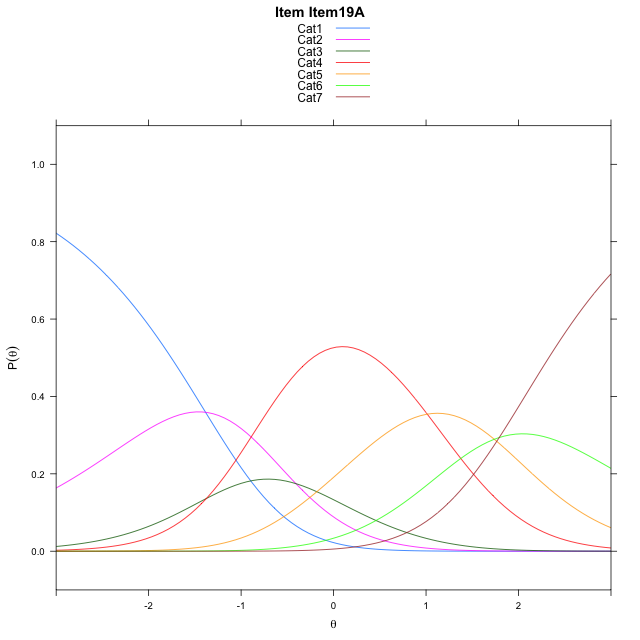 Item Item19A
Cat1
Cat2
Cat3
Cat4
Cat5
Cat6
Cat7
1.0
0.8
0.6
0.4
0.2
0.0
P(θ)
-2 -1 0 1 2
θ